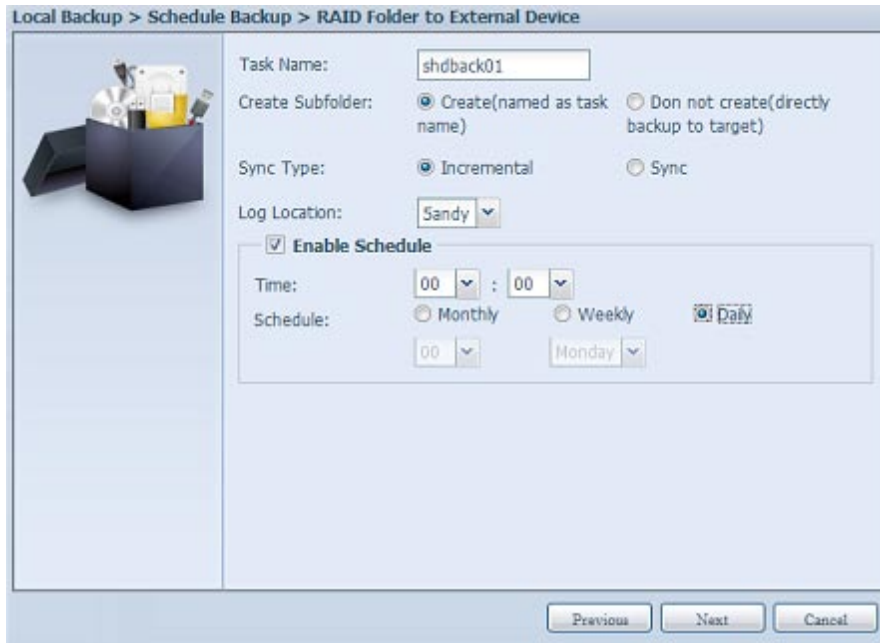 Local Backup > Schedule Backup > RAID Folder to External Device
Task Name: shdback01
Create Subfolder: Create(named as task name) Don not create(directly backup to target)
Sync Type: Incremental Sync
Log Location: Sandy
Enable Schedule
Time: 00 : 00
Schedule: Monthly Weekly Daily
00 Monday
Previous Next Cancel